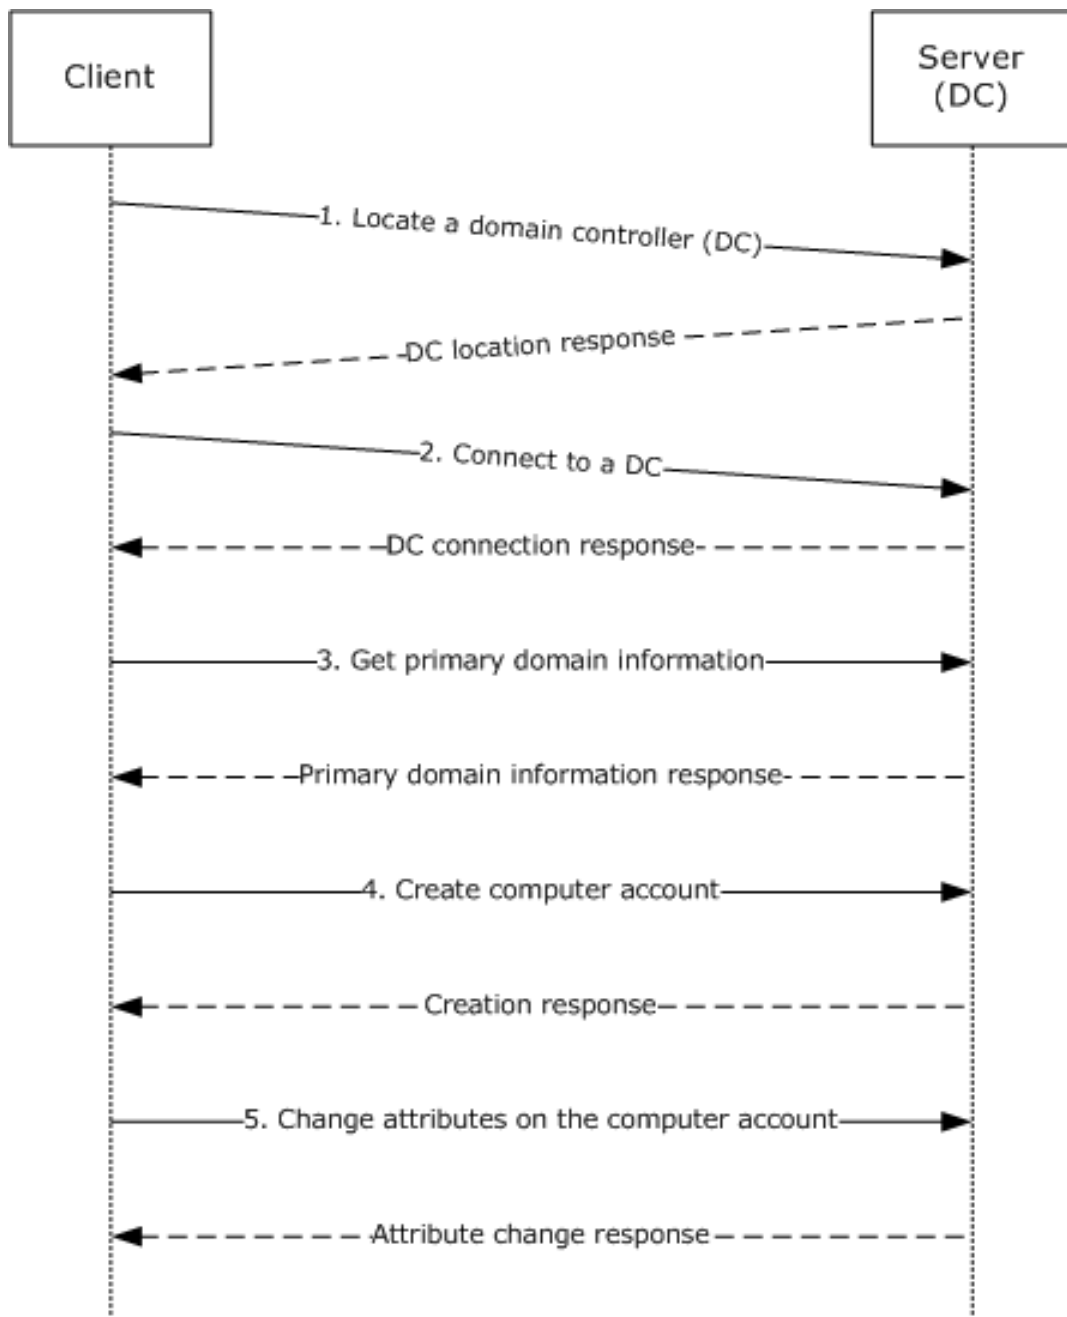 Client
Server
(DC)
1. Locate a domain controller (DC)
DC location response
2. Connect to a DC
DC connection response
3. Get primary domain information
Primary domain information response
4. Create computer account
Creation response
5. Change attributes on the computer account
Attribute change response